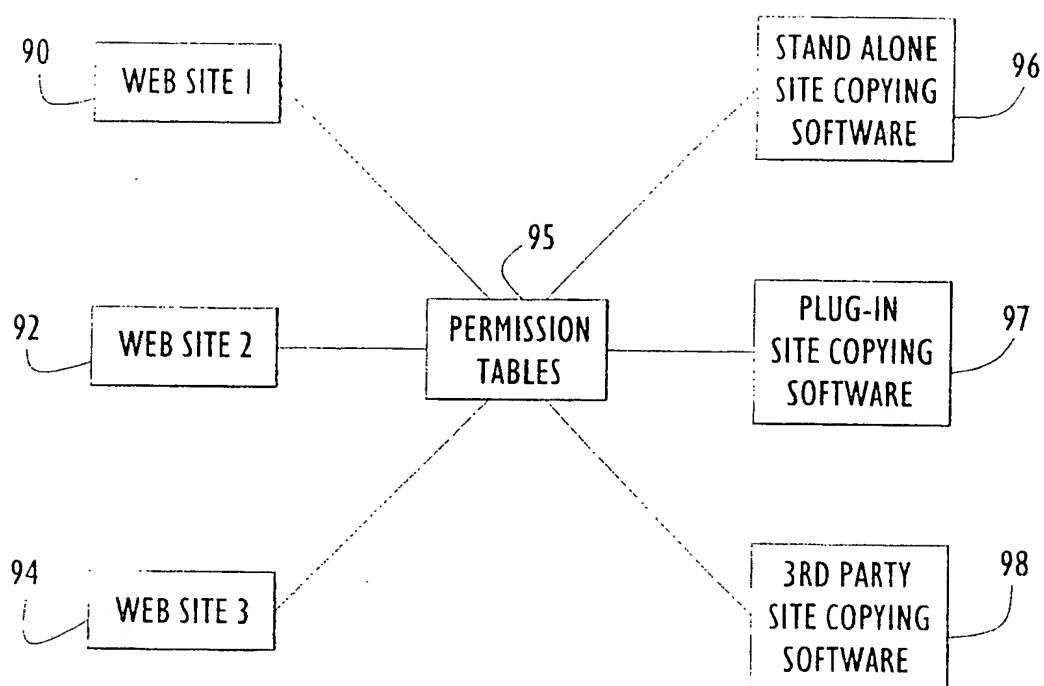 90
WEB SITE 1
STAND ALONE
SITE COPYING
SOFTWARE
96
95
92
WEB SITE 2
PERMISSION
TABLES
PLUG-IN
SITE COPYING
SOFTWARE
97
94
WEB SITE 3
3RD PARTY
SITE COPYING
SOFTWARE
98